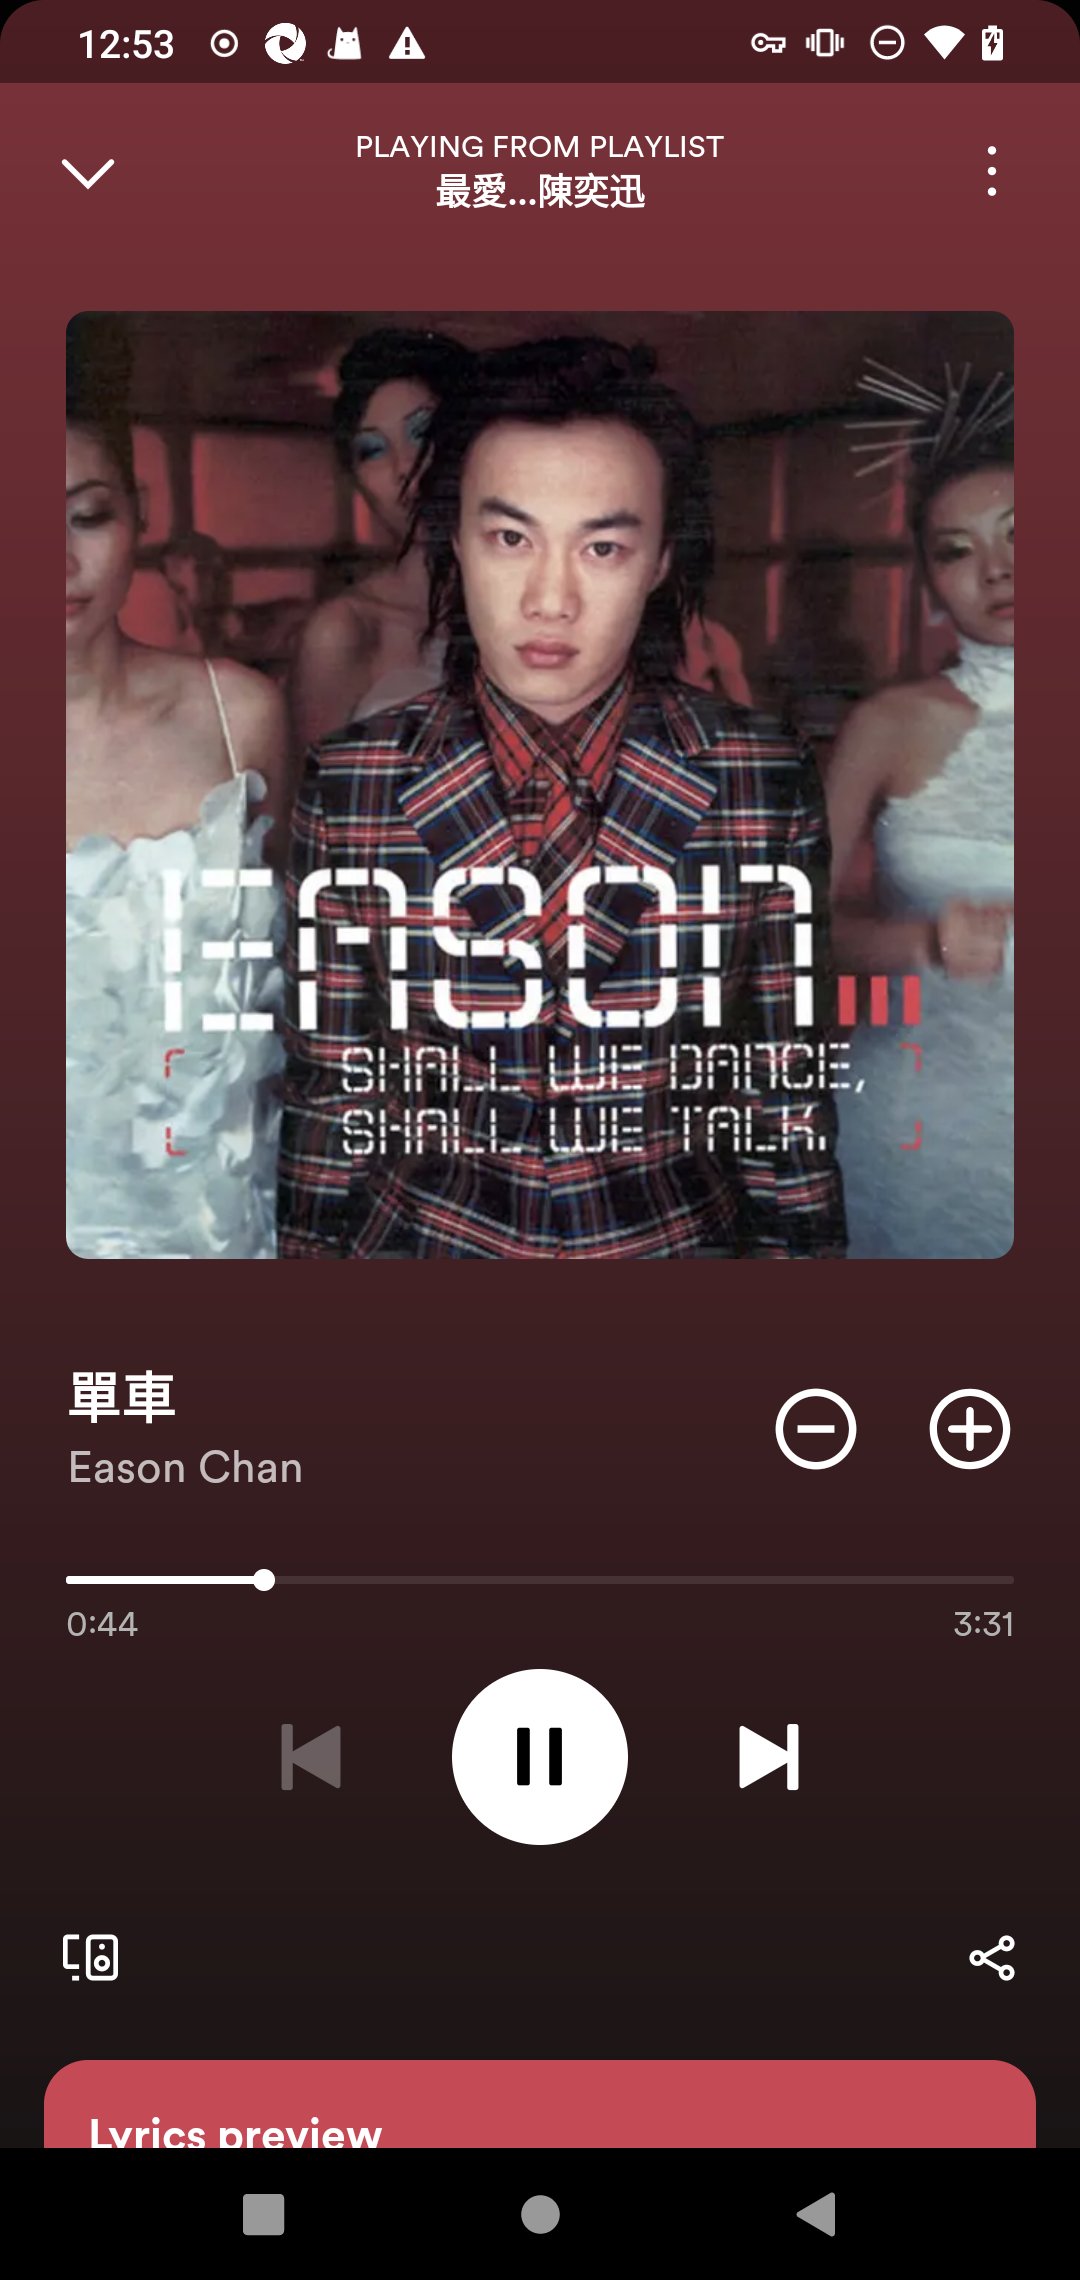 12:53
PLAYING FROM PLAYLIST
最愛...陳奕迅
EASON...
SHALL WE DANCE,
SHALL WE TALK.
單車
Eason Chan
0:44
3:31
Lyrics preview